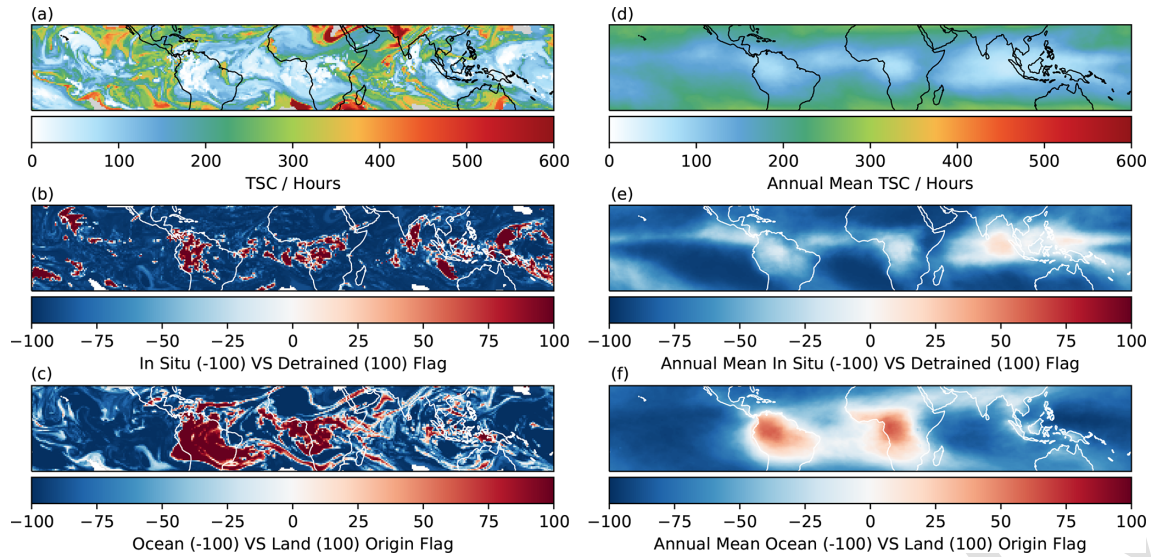 (a)
0 100 200 300 400 500 600
TSC / Hours
(b)
−100 −75 −50 −25 0 25 50 75 100
In Situ (-100) VS Detrained (100) Flag
(c)
−100 −75 −50 −25 0 25 50 75 100
Ocean (-100) VS Land (100) Origin Flag
(d)
0 100 200 300 400 500 600
Annual Mean TSC / Hours
(e)
−100 −75 −50 −25 0 25 50 75 100
Annual Mean In Situ (-100) VS Detrained (100) Flag
(f)
−100 −75 −50 −25 0 25 50 75 100
Annual Mean Ocean (-100) VS Land (100) Origin Flag